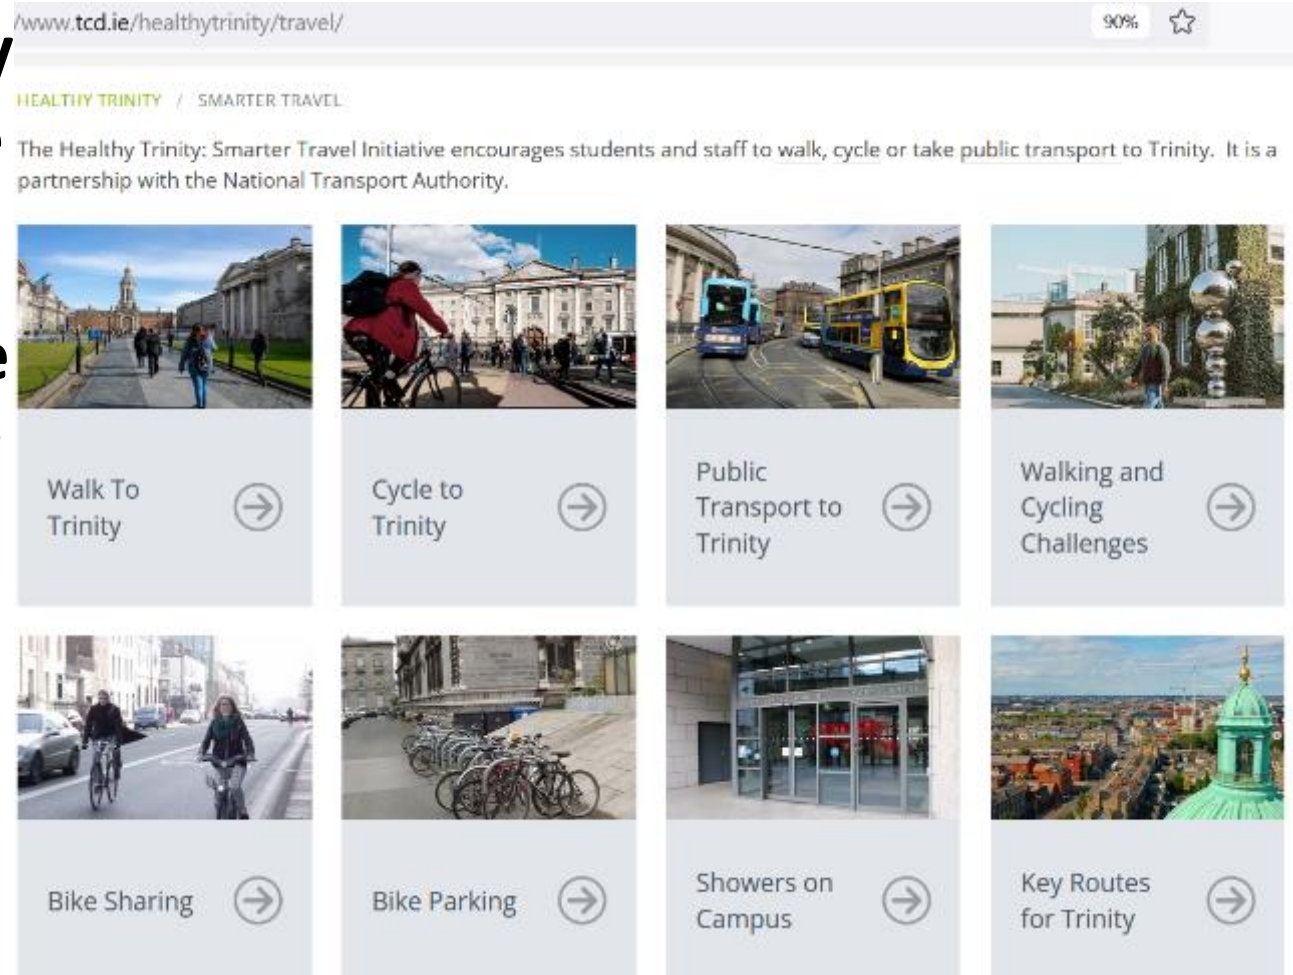 /www.tcd.ie/healthytrinity/travel/
90%
y
HEALTHY TRINITY / SMARTER TRAVEL
The Healthy Trinity: Smarter Travel Initiative encourages students and staff to walk, cycle or take public transport to Trinity. It is a
partnership with the National Transport Authority.
e
Walk To
Trinity
Cycle to
Trinity
Public
Transport to
Trinity
Walking and
Cycling
Challenges
Bike Sharing
Bike Parking
Showers on
Campus
Key Routes
for Trinity